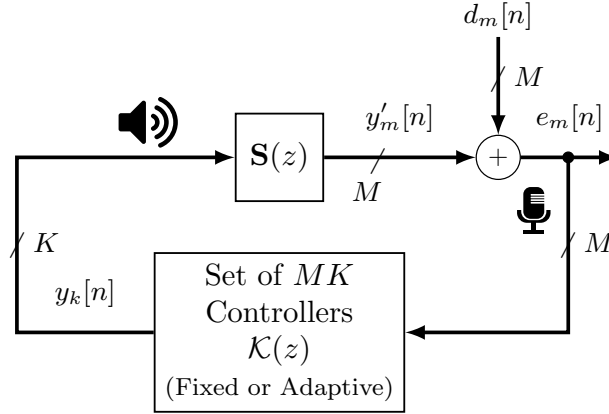 d_m[n]
M
y'_m[n]
e_m[n]
S(z)
+
M
K
M
y_k[n]
Set of MK
Controllers
𝒦(z)
(Fixed or Adaptive)